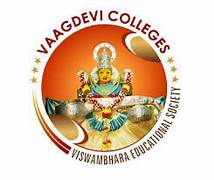 VAAGDEVI COLLEGES
VISWAMBHARA EDUCATIONAL SOCIETY